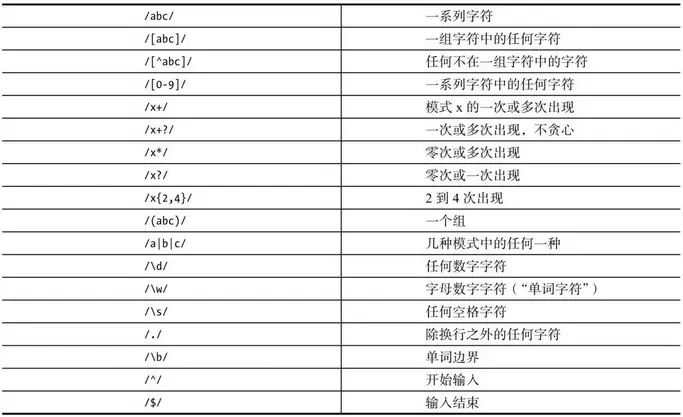 /abc/ 一系列字符
/[abc]/ 一组字符中的任何字符
/[^abc]/ 任何不在一组字符中的字符
/[0-9]/ 一系列字符中的任何字符
/x+/ 模式 x 的一次或多次出现
/x+?/ 一次或多次出现，不贪心
/x*/ 零次或多次出现
/x?/ 零次或一次出现
/x{2,4}/ 2 到 4 次出现
/(abc)/ 一个组
/a|b|c/ 几种模式中的任何一种
/\d/ 任何数字字符
/\w/ 字母数字字符（“单词字符”）
/\s/ 任何空格字符
/./ 除换行之外的任何字符
/\b/ 单词边界
/^/ 开始输入
/$/ 输入结束